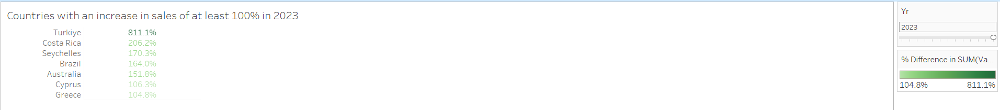 Countries with an increase in sales of at least 100% in 2023
Turkiye 811.1%
Costa Rica 206.2%
Seychelles 170.3%
Brazil 164.0%
Australia 151.8%
Cyprus 106.3%
Greece 104.8%
Yr
2023
% Difference in SUM(Va...
104.8% 811.1%